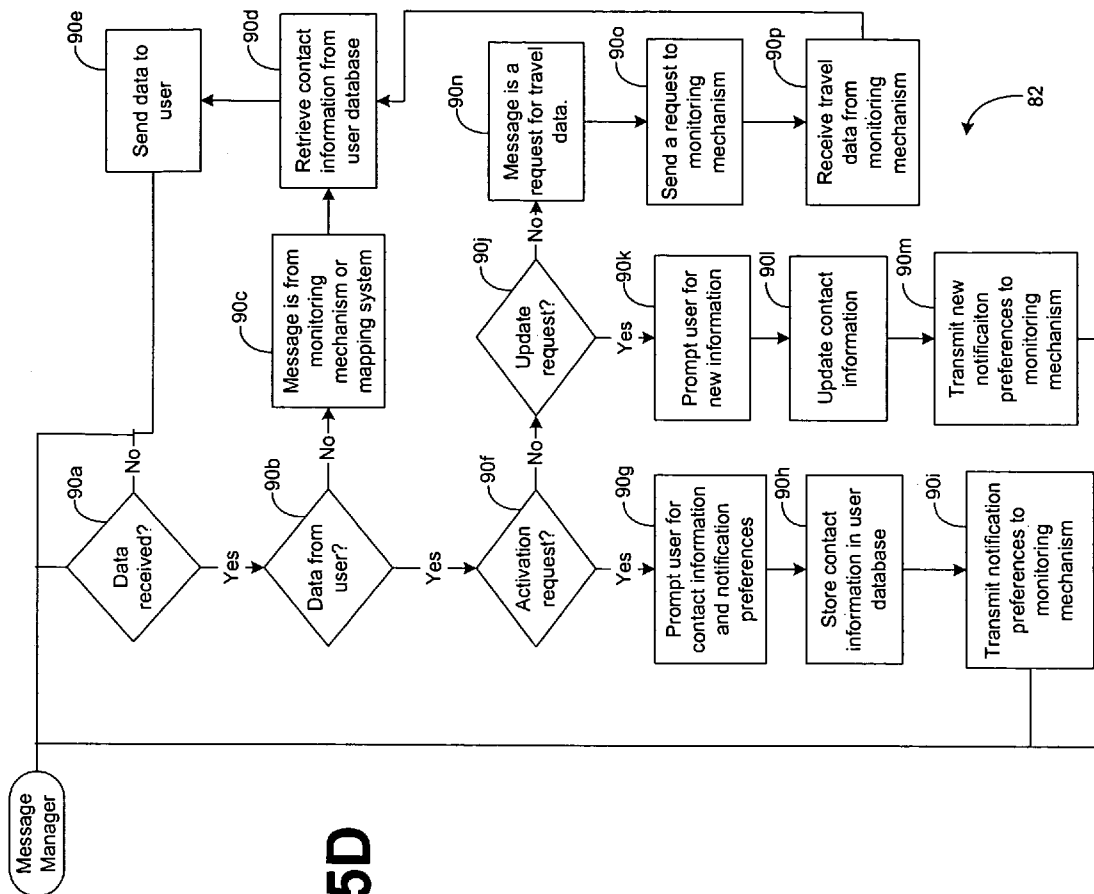 Message
Manager
90a
Data
received?
No
Yes
90b
Data from
user?
No
Yes
90c
Message is from
monitoring
mechanism or
mapping system
90d
Retrieve contact
information from
user database
90e
Send data to
user
90f
Activation
request?
No
Yes
90g
Prompt user for
contact information
and notification
preferences
90h
Store contact
information in user
database
90i
Transmit notification
preferences to
monitoring
mechanism
90j
Update
request?
No
Yes
90k
Prompt user for
new information
90l
Update contact
information
90m
Transmit new
notificaiton
preferences to
monitoring
mechanism
90n
Message is a
request for travel
data.
90o
Send a request to
monitoring
mechanism
90p
Receive travel
data from
monitoring
mechanism
82
5D